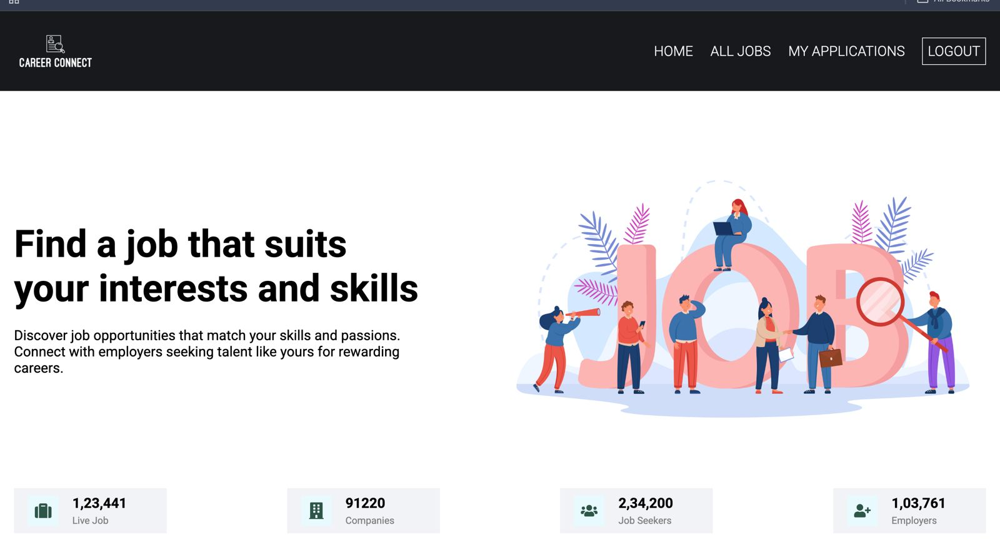 All Bookmarks
CAREER CONNECT
HOME ALL JOBS MY APPLICATIONS LOGOUT
Find a job that suits
your interests and skills
Discover job opportunities that match your skills and passions.
Connect with employers seeking talent like yours for rewarding
careers.
JOB
1,23,441
Live Job
91220
Companies
2,34,200
Job Seekers
1,03,761
Employers